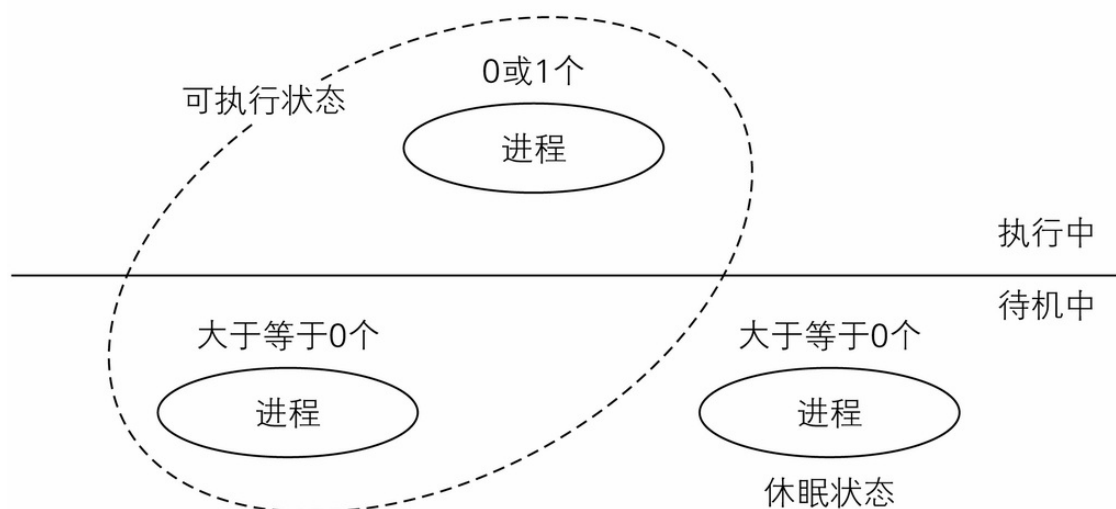 0或1个
可执行状态
进程
执行中
待机中
大于等于0个
大于等于0个
进程
进程
休眠状态